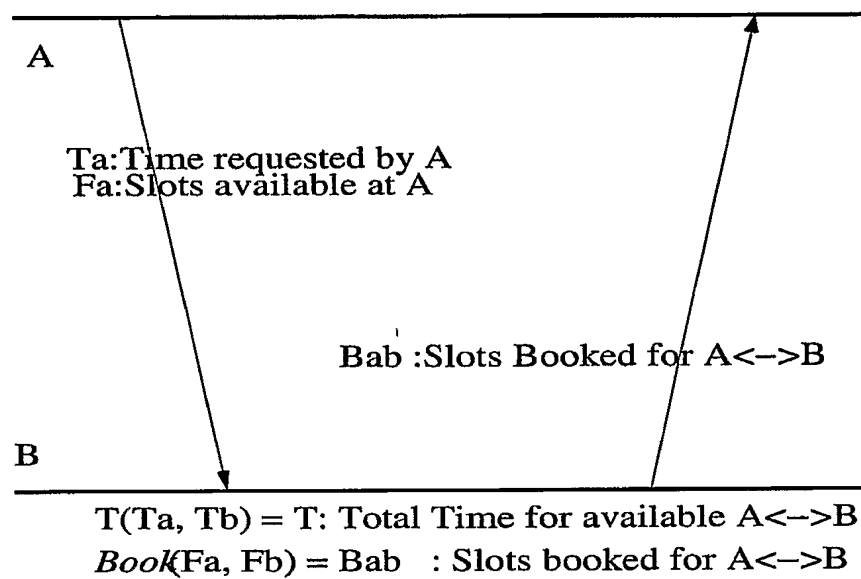 A
Ta:Time requested by A
Fa:Slots available at A
Bab :Slots Booked for A<->B
B
T(Ta, Tb) = T: Total Time for available A<->B
Book(Fa, Fb) = Bab : Slots booked for A<->B